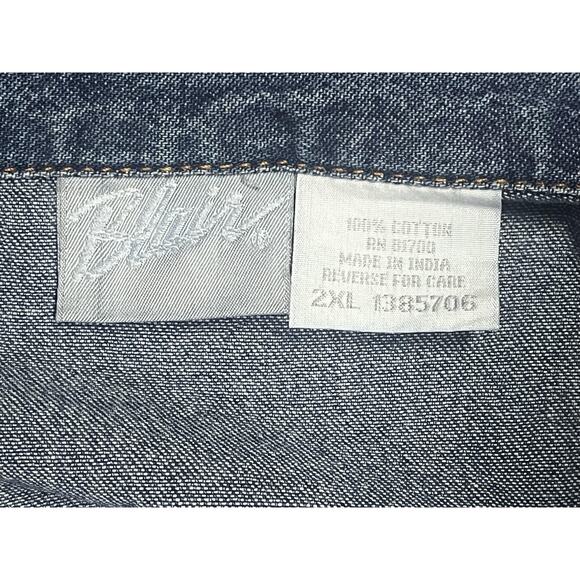 Blair
100% COTTON
RN 81700
MADE IN INDIA
REVERSE FOR CARE
2XL 1385706